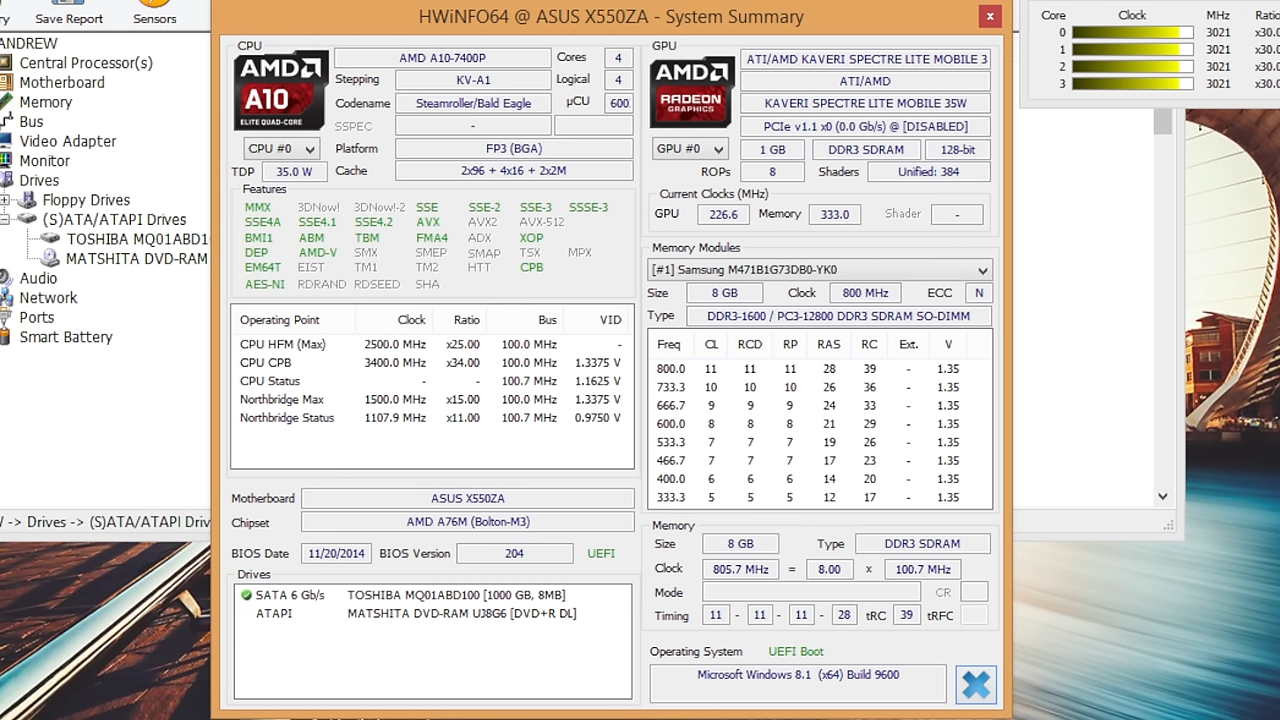 HWiNFO64 @ ASUS X550ZA - System Summary
x
Save Report
Sensors
ANDREW
Central Processor(s)
Motherboard
Memory
Bus
Video Adapter
Monitor
Drives
Floppy Drives
(S)ATA/ATAPI Drives
TOSHIBA MQ01ABD1
MATSHITA DVD-RAM
Audio
Network
Ports
Smart Battery
-> Drives -> (S)ATA/ATAPI Driv
CPU
AMD
A10
ELITE QUAD-CORE
AMD A10-7400P
Cores 4
Stepping KV-A1 Logical 4
Codename Steamroller/Bald Eagle µCU 600
SSPEC -
CPU #0 Platform FP3 (BGA)
TDP 35.0 W Cache 2x96 + 4x16 + 2x2M
Features
MMX 3DNow! 3DNow!-2 SSE SSE-2 SSE-3 SSSE-3
SSE4A SSE4.1 SSE4.2 AVX AVX2 AVX-512
BMI1 ABM TBM FMA4 ADX XOP
DEP AMD-V SMX SMEP SMAP TSX MPX
EM64T EIST TM1 TM2 HTT CPB
AES-NI RDRAND RDSEED SHA
Operating Point Clock Ratio Bus VID
CPU HFM (Max) 2500.0 MHz x25.00 100.0 MHz -
CPU CPB 3400.0 MHz x34.00 100.0 MHz 1.3375 V
CPU Status - - 100.7 MHz 1.1625 V
Northbridge Max 1500.0 MHz x15.00 100.0 MHz 1.3375 V
Northbridge Status 1107.9 MHz x11.00 100.7 MHz 0.9750 V
Motherboard ASUS X550ZA
Chipset AMD A76M (Bolton-M3)
BIOS Date 11/20/2014 BIOS Version 204 UEFI
Drives
SATA 6 Gb/s TOSHIBA MQ01ABD100 [1000 GB, 8MB]
ATAPI MATSHITA DVD-RAM UJ8G6 [DVD+R DL]
GPU
AMD
RADEON
GRAPHICS
ATI/AMD KAVERI SPECTRE LITE MOBILE 3
ATI/AMD
KAVERI SPECTRE LITE MOBILE 35W
PCIe v1.1 x0 (0.0 Gb/s) @ [DISABLED]
GPU #0 1 GB DDR3 SDRAM 128-bit
ROPs 8 Shaders Unified: 384
Current Clocks (MHz)
GPU 226.6 Memory 333.0 Shader -
Memory Modules
[#1] Samsung M471B1G73DB0-YK0
Size 8 GB Clock 800 MHz ECC N
Type DDR3-1600 / PC3-12800 DDR3 SDRAM SO-DIMM
Freq CL RCD RP RAS RC Ext. V
800.0 11 11 11 28 39 - 1.35
733.3 10 10 10 26 36 - 1.35
666.7 9 9 9 24 33 - 1.35
600.0 8 8 8 21 29 - 1.35
533.3 7 7 7 19 26 - 1.35
466.7 7 7 7 17 23 - 1.35
400.0 6 6 6 14 20 - 1.35
333.3 5 5 5 12 17 - 1.35
Memory
Size 8 GB Type DDR3 SDRAM
Clock 805.7 MHz = 8.00 x 100.7 MHz
Mode CR
Timing 11 - 11 - 11 - 28 tRC 39 tRFC
Operating System UEFI Boot
Microsoft Windows 8.1 (x64) Build 9600
Core Clock MHz Ratio
0 3021 x30.0
1 3021 x30.0
2 3021 x30.0
3 3021 x30.0